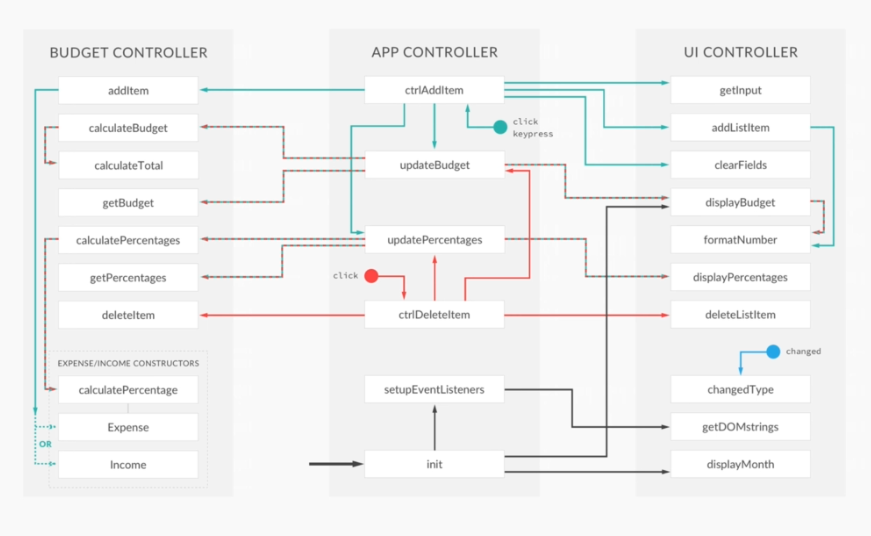 BUDGET CONTROLLER
addItem
calculateBudget
calculateTotal
getBudget
calculatePercentages
getPercentages
deleteItem
EXPENSE/INCOME CONSTRUCTORS
calculatePercentage
Expense
OR
Income
APP CONTROLLER
ctrlAddItem
click
keypress
updateBudget
updatePercentages
click
ctrlDeleteItem
setupEventListeners
init
UI CONTROLLER
getInput
addListItem
clearFields
displayBudget
formatNumber
displayPercentages
deleteListItem
changed
changedType
getDOMstrings
displayMonth